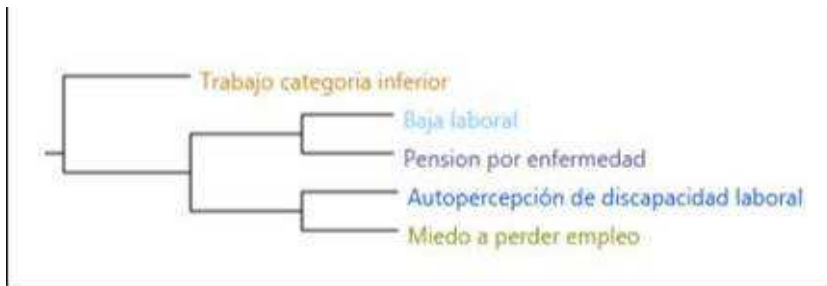 Trabajo categoria inferior
Baja laboral
Pension por enfermedad
Autopercepción de discapacidad laboral
Miedo a perder empleo